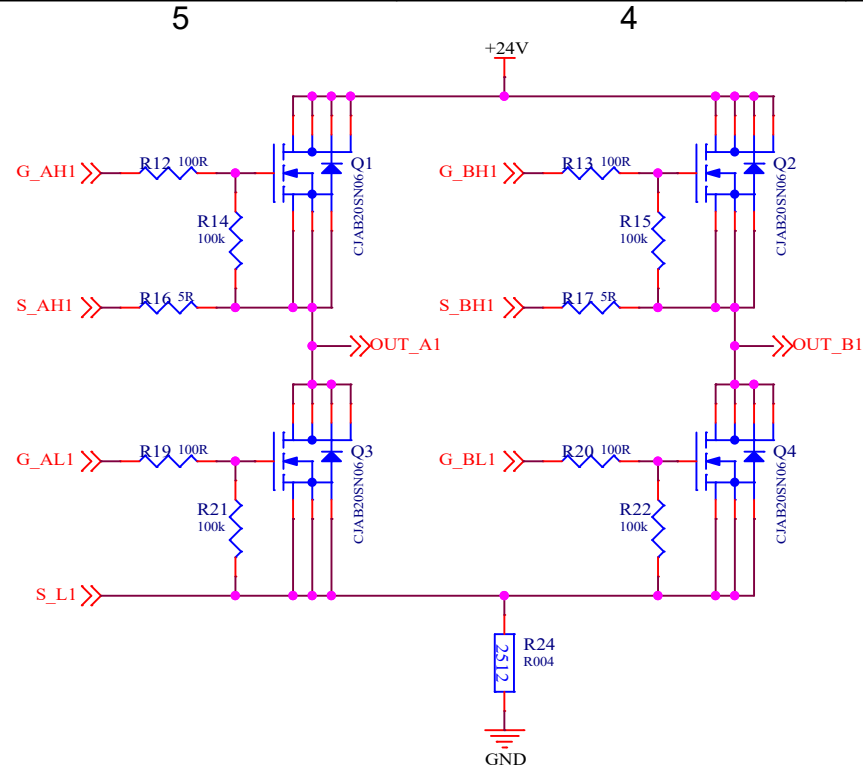 5 4
+24V
G_AH1 R12 100R Q1 CJAB20SN06
G_BH1 R13 100R Q2 CJAB20SN06
R14 100k
R15 100k
S_AH1 R16 5R
S_BH1 R17 5R
OUT_A1
OUT_B1
G_AL1 R19 100R Q3 CJAB20SN06
G_BL1 R20 100R Q4 CJAB20SN06
R21 100k
R22 100k
S_L1
2512 R24
R004
GND